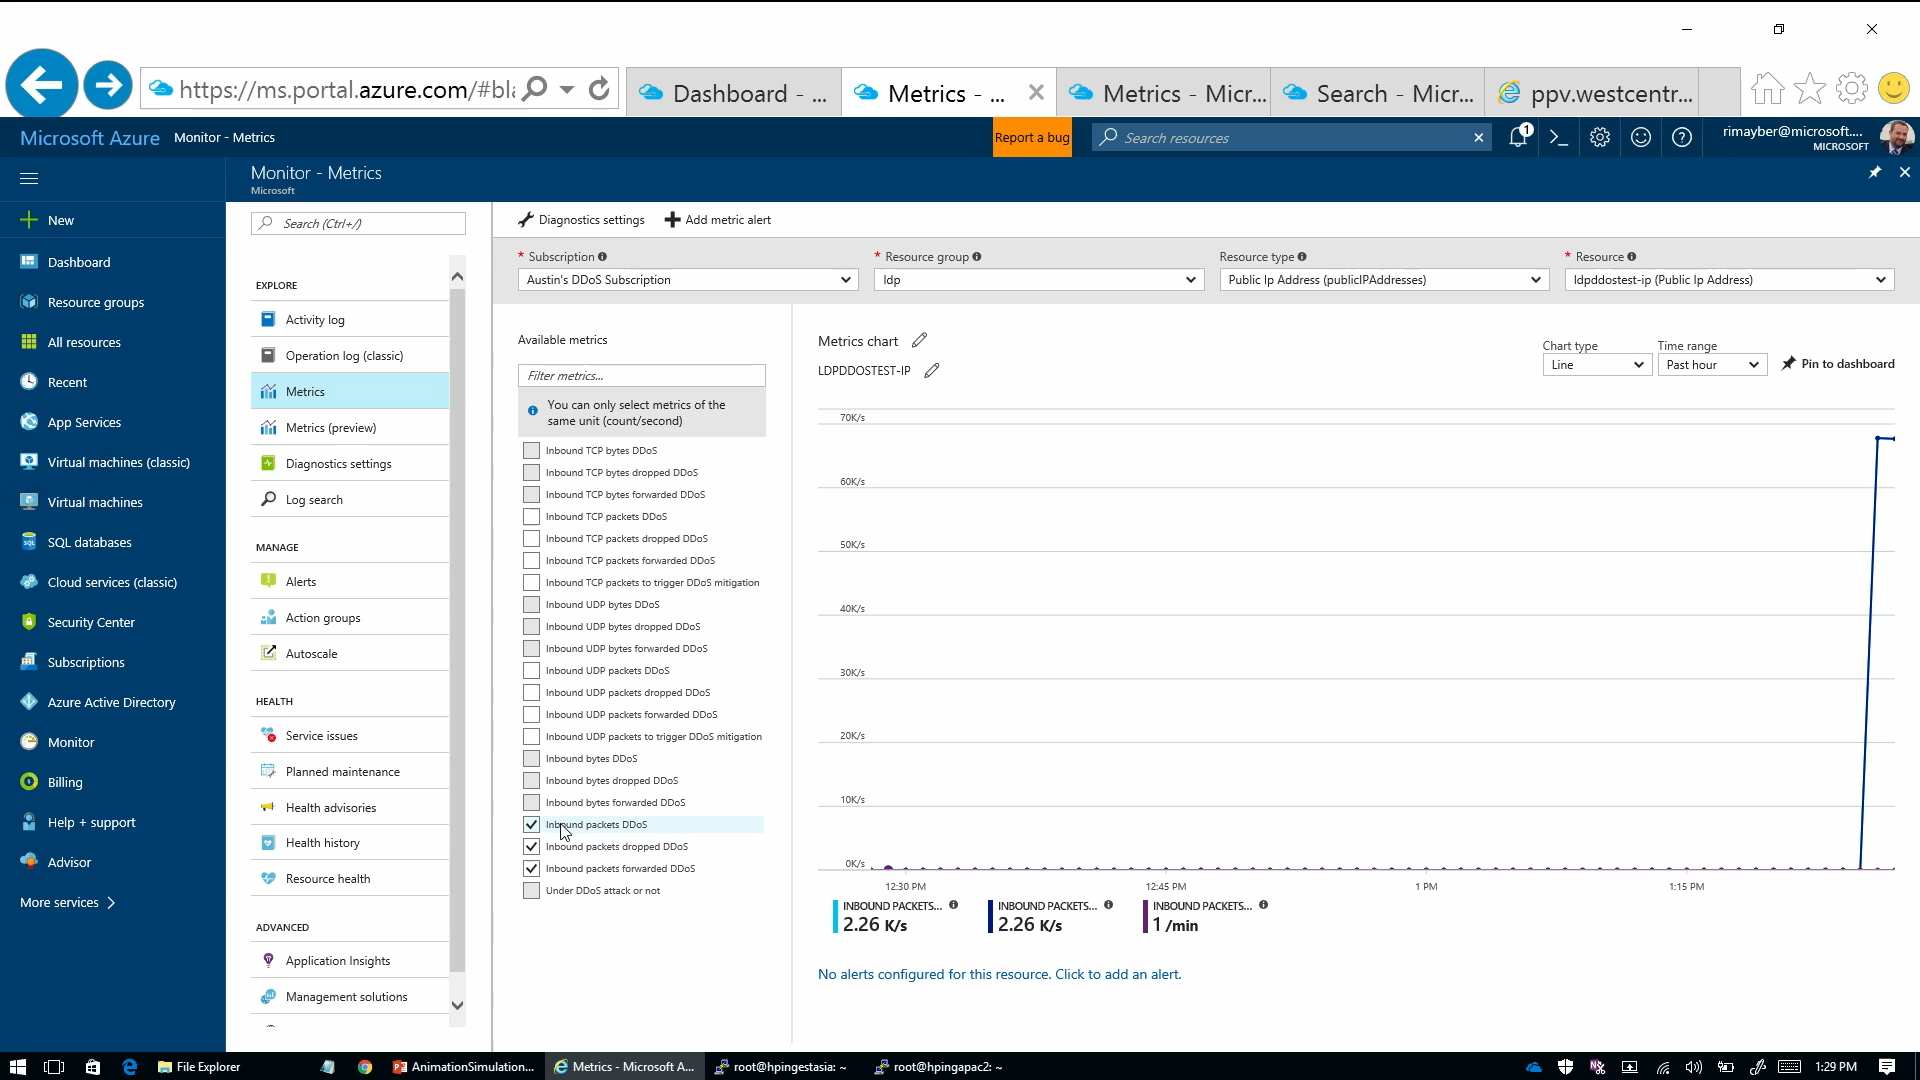 https://ms.portal.azure.com/#bl
Dashboard - ...
Metrics - ...
Metrics - Micr...
Search - Micr...
ppv.westcentr...
Microsoft Azure
Monitor - Metrics
Report a bug
Search resources
1
rimayber@microsoft....
MICROSOFT
Monitor - Metrics
Microsoft
New
Dashboard
Resource groups
All resources
Recent
App Services
Virtual machines (classic)
Virtual machines
SQL databases
Cloud services (classic)
Security Center
Subscriptions
Azure Active Directory
Monitor
Billing
Help + support
Advisor
More services
Search (Ctrl+/)
EXPLORE
Activity log
Operation log (classic)
Metrics
Metrics (preview)
Diagnostics settings
Log search
MANAGE
Alerts
Action groups
Autoscale
HEALTH
Service issues
Planned maintenance
Health advisories
Health history
Resource health
ADVANCED
Application Insights
Management solutions
Diagnostics settings
Add metric alert
* Subscription
Austin's DDoS Subscription
* Resource group
ldp
Resource type
Public Ip Address (publicIPAddresses)
* Resource
ldpddostest-ip (Public Ip Address)
Available metrics
Filter metrics...
You can only select metrics of the
same unit (count/second)
Inbound TCP bytes DDoS
Inbound TCP bytes dropped DDoS
Inbound TCP bytes forwarded DDoS
Inbound TCP packets DDoS
Inbound TCP packets dropped DDoS
Inbound TCP packets forwarded DDoS
Inbound TCP packets to trigger DDoS mitigation
Inbound UDP bytes DDoS
Inbound UDP bytes dropped DDoS
Inbound UDP bytes forwarded DDoS
Inbound UDP packets DDoS
Inbound UDP packets dropped DDoS
Inbound UDP packets forwarded DDoS
Inbound UDP packets to trigger DDoS mitigation
Inbound bytes DDoS
Inbound bytes dropped DDoS
Inbound bytes forwarded DDoS
Inbound packets DDoS
Inbound packets dropped DDoS
Inbound packets forwarded DDoS
Under DDoS attack or not
Metrics chart
LDPDDOSTEST-IP
Chart type
Line
Time range
Past hour
Pin to dashboard
70K/s
60K/s
50K/s
40K/s
30K/s
20K/s
10K/s
0K/s
12:30 PM
12:45 PM
1 PM
1:15 PM
INBOUND PACKETS...
2.26 K/s
INBOUND PACKETS...
2.26 K/s
INBOUND PACKETS...
1 /min
No alerts configured for this resource. Click to add an alert.
File Explorer
AnimationSimulation...
Metrics - Microsoft A...
root@hpingestasia: ~
root@hpingapac2: ~
1:29 PM